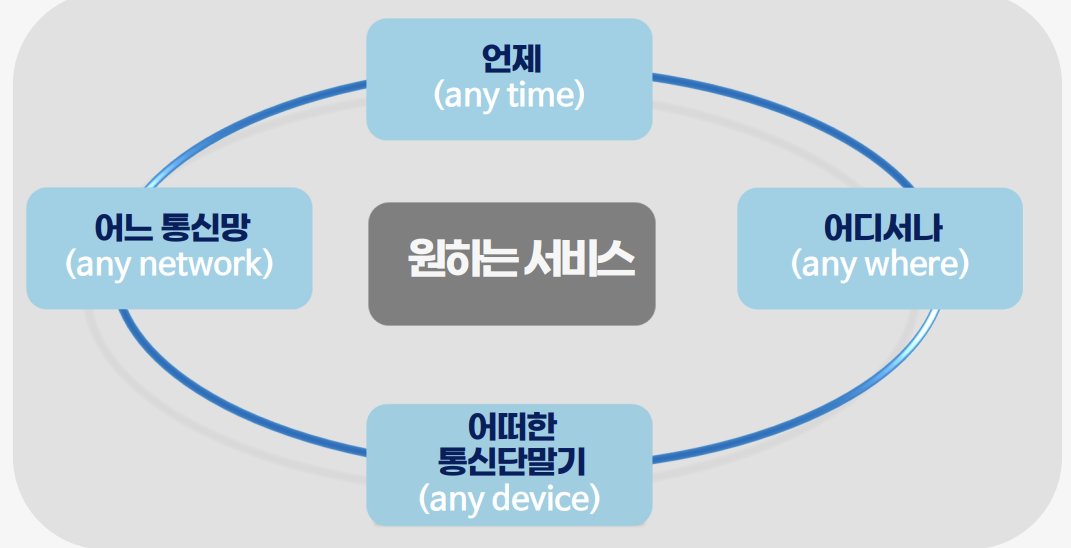 언제
(any time)
어느 통신망
(any network)
원하는 서비스
어디서나
(any where)
어떠한
통신단말기
(any device)